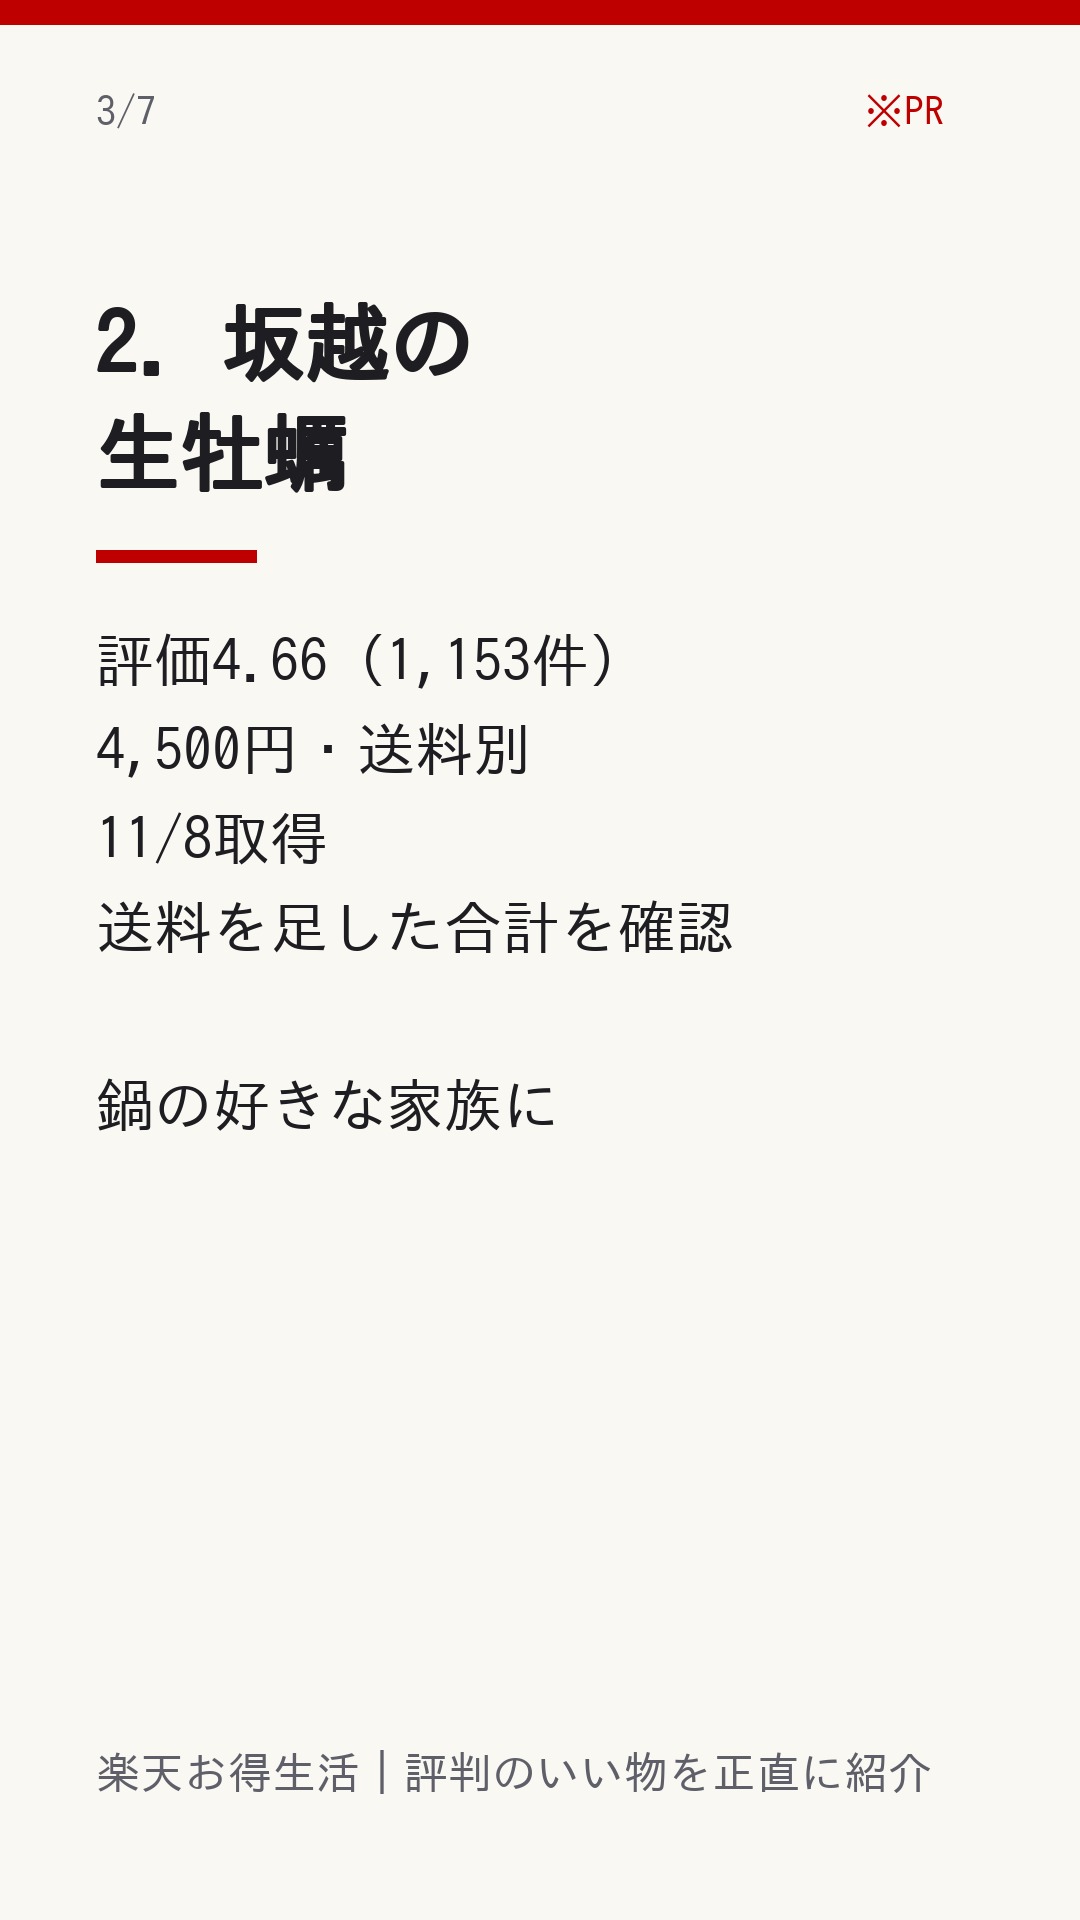 3/7
※PR
2. 坂越の
生牡蠣
評価4.66（1,153件）
4,500円・送料別
11/8取得
送料を足した合計を確認
鍋の好きな家族に
楽天お得生活｜評判のいい物を正直に紹介